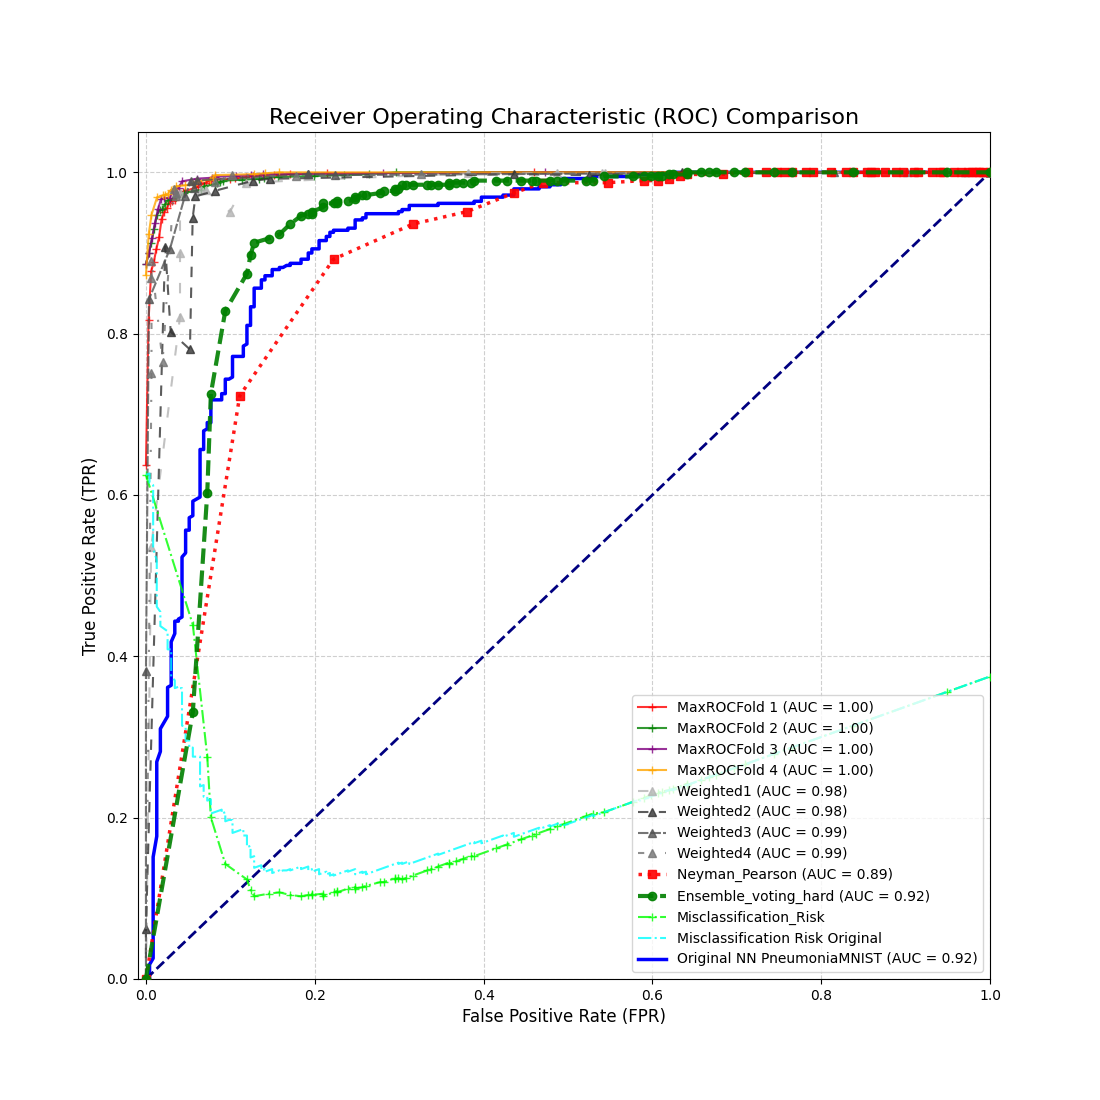 Receiver Operating Characteristic (ROC) Comparison
True Positive Rate (TPR)
1.0
0.8
0.6
0.4
0.2
0.0
0.0 0.2 0.4 0.6 0.8 1.0
False Positive Rate (FPR)
MaxROCFold 1 (AUC = 1.00)
MaxROCFold 2 (AUC = 1.00)
MaxROCFold 3 (AUC = 1.00)
MaxROCFold 4 (AUC = 1.00)
Weighted1 (AUC = 0.98)
Weighted2 (AUC = 0.98)
Weighted3 (AUC = 0.99)
Weighted4 (AUC = 0.99)
Neyman_Pearson (AUC = 0.89)
Ensemble_voting_hard (AUC = 0.92)
Misclassification_Risk
Misclassification Risk Original
Original NN PneumoniaMNIST (AUC = 0.92)